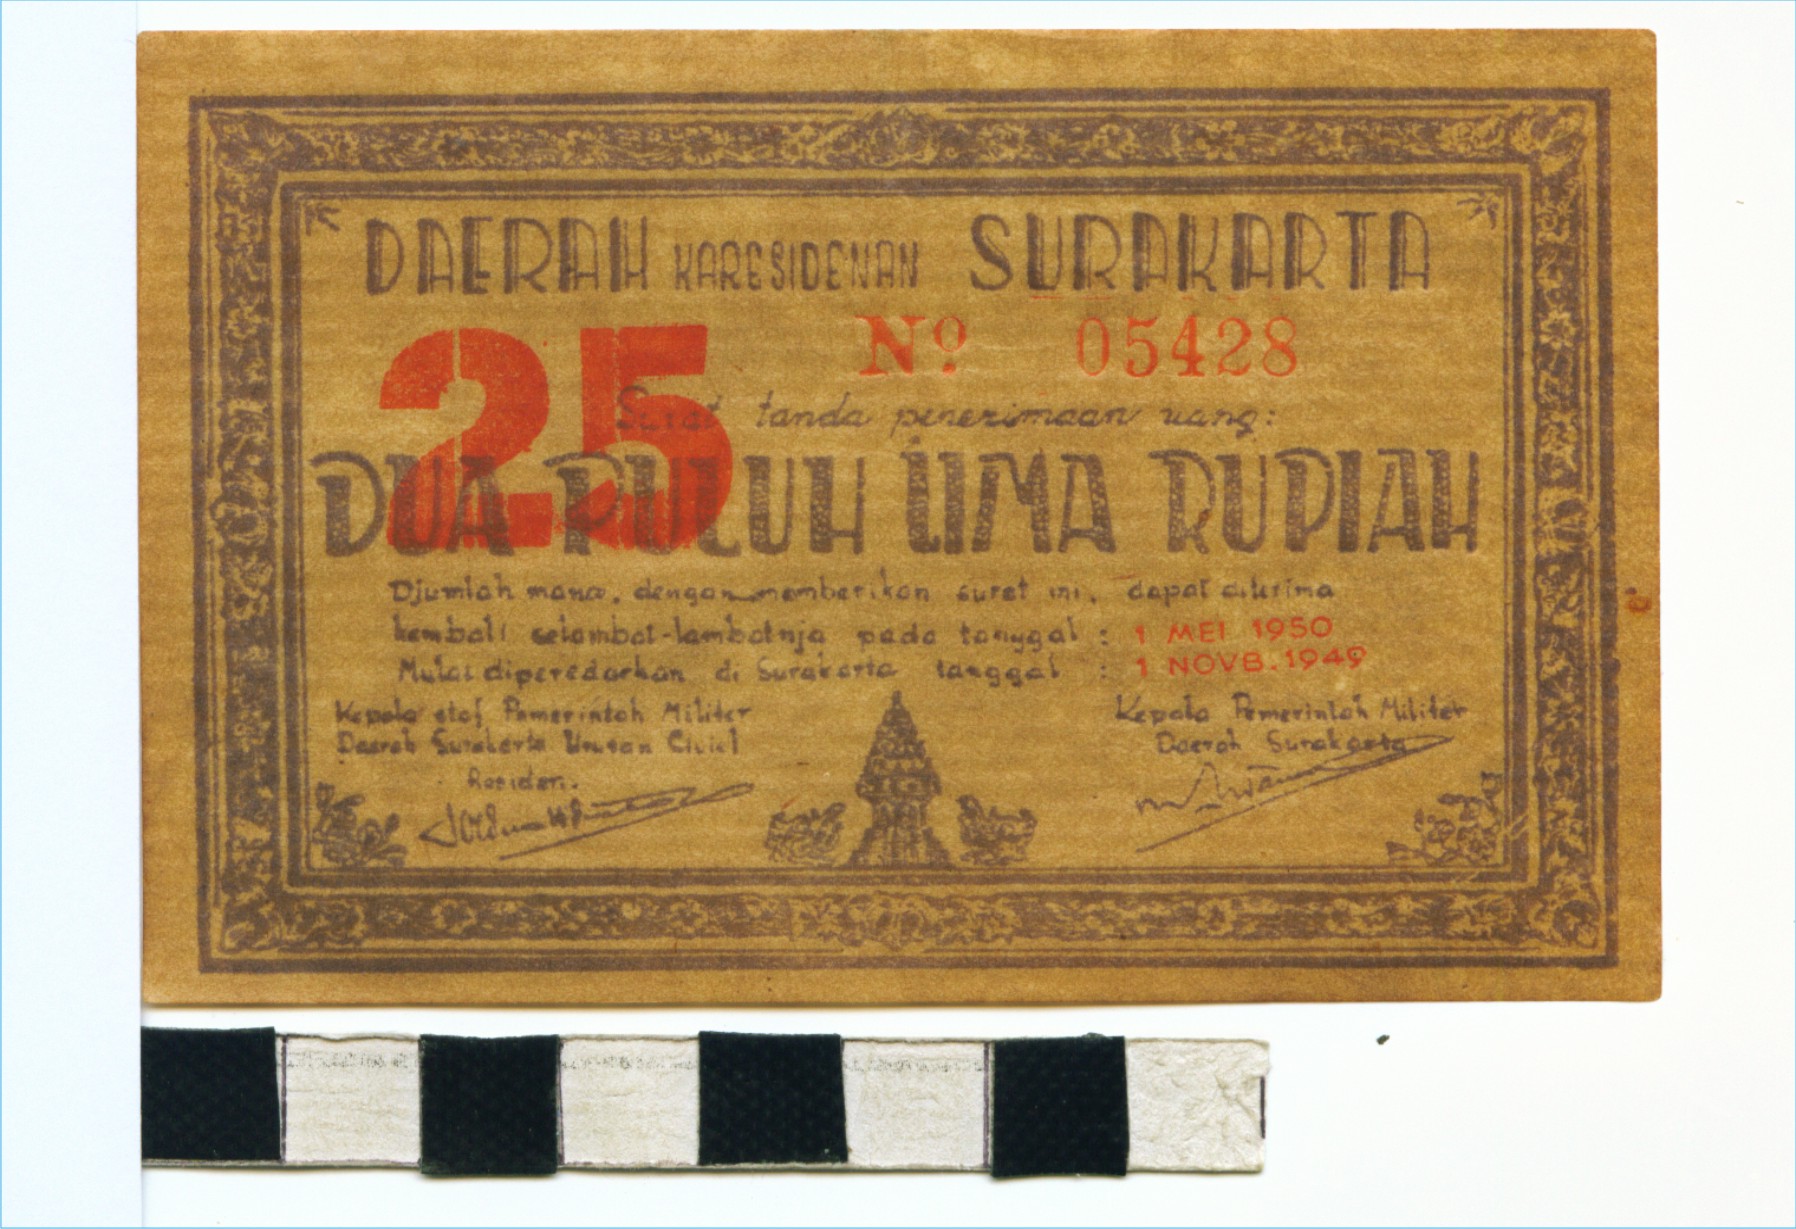 DAERAH KARESIDENAN SURAKARTA
25
No. 05428
Surat tanda penerimaan uang:
DUA PULUH LIMA RUPIAH
Djumlah mana, dengan memberikan surat ini, dapat diterima
kembali selambat-lambatnja pada tanggal : 1 MEI 1950
Mulai diperedarkan di Surakarta tanggal : 1 NOVB. 1949
Kepala staf Pemerintah Militer
Daerah Surakarta Urusan Civiel
Residen.
Kepala Pemerintah Militer
Daerah Surakarta